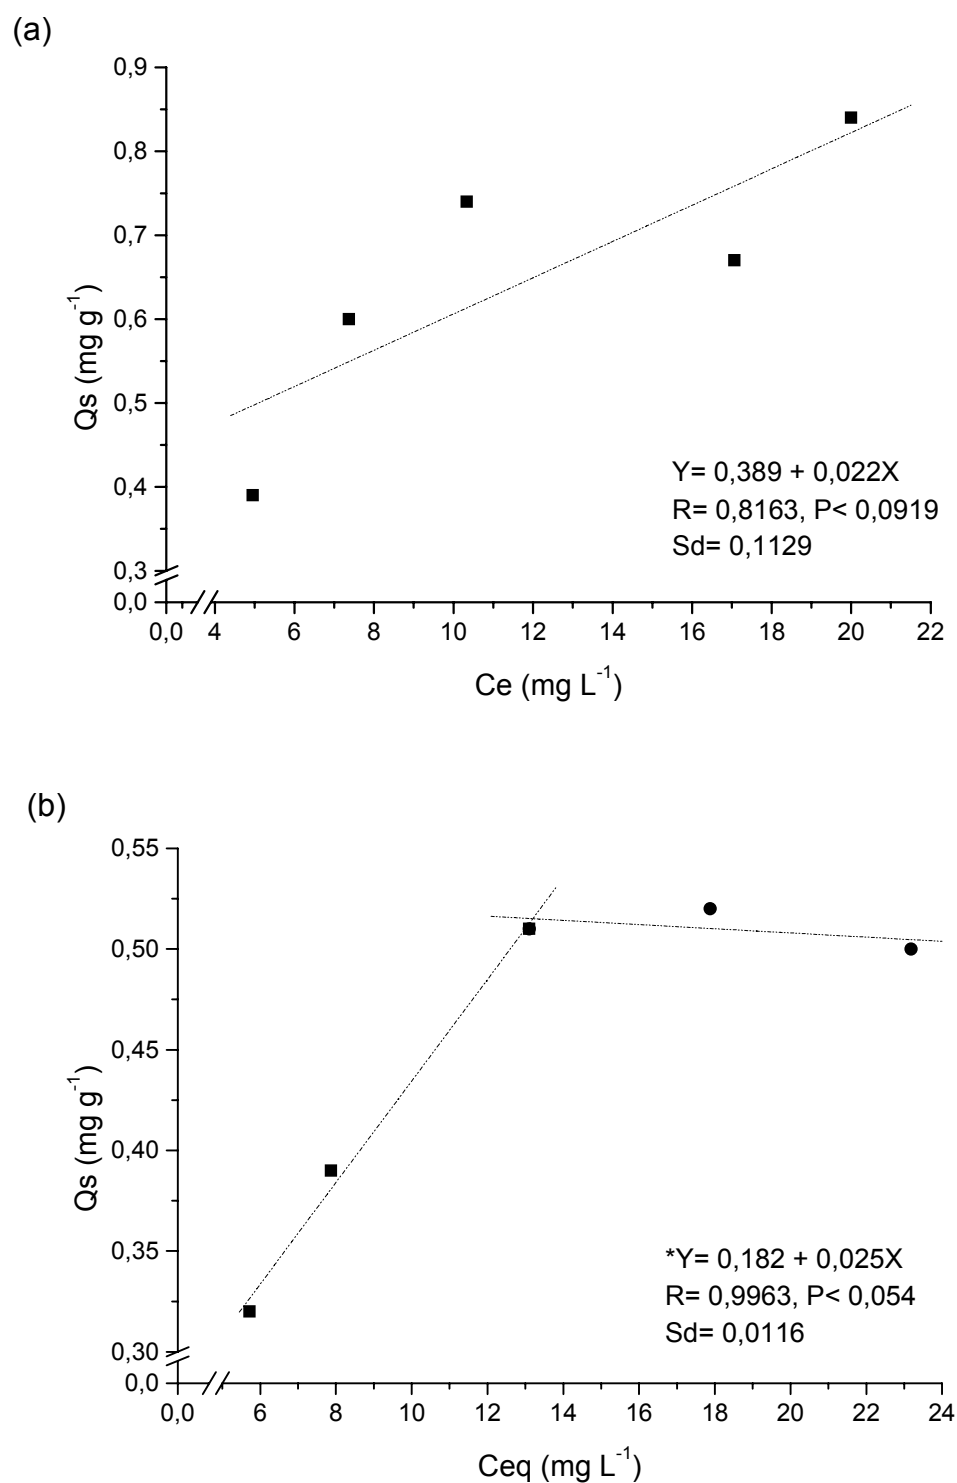 (a)
0,9
0,8
0,7
0,6
0,5
0,4
0,3
0,0
Qs (mg g⁻¹)
Y= 0,389 + 0,022X
R= 0,8163, P< 0,0919
Sd= 0,1129
0,0 4 6 8 10 12 14 16 18 20 22
Ce (mg L⁻¹)
(b)
0,55
0,50
0,45
0,40
0,35
0,30
0,0
Qs (mg g⁻¹)
*Y= 0,182 + 0,025X
R= 0,9963, P< 0,054
Sd= 0,0116
0,0 6 8 10 12 14 16 18 20 22 24
Ceq (mg L⁻¹)